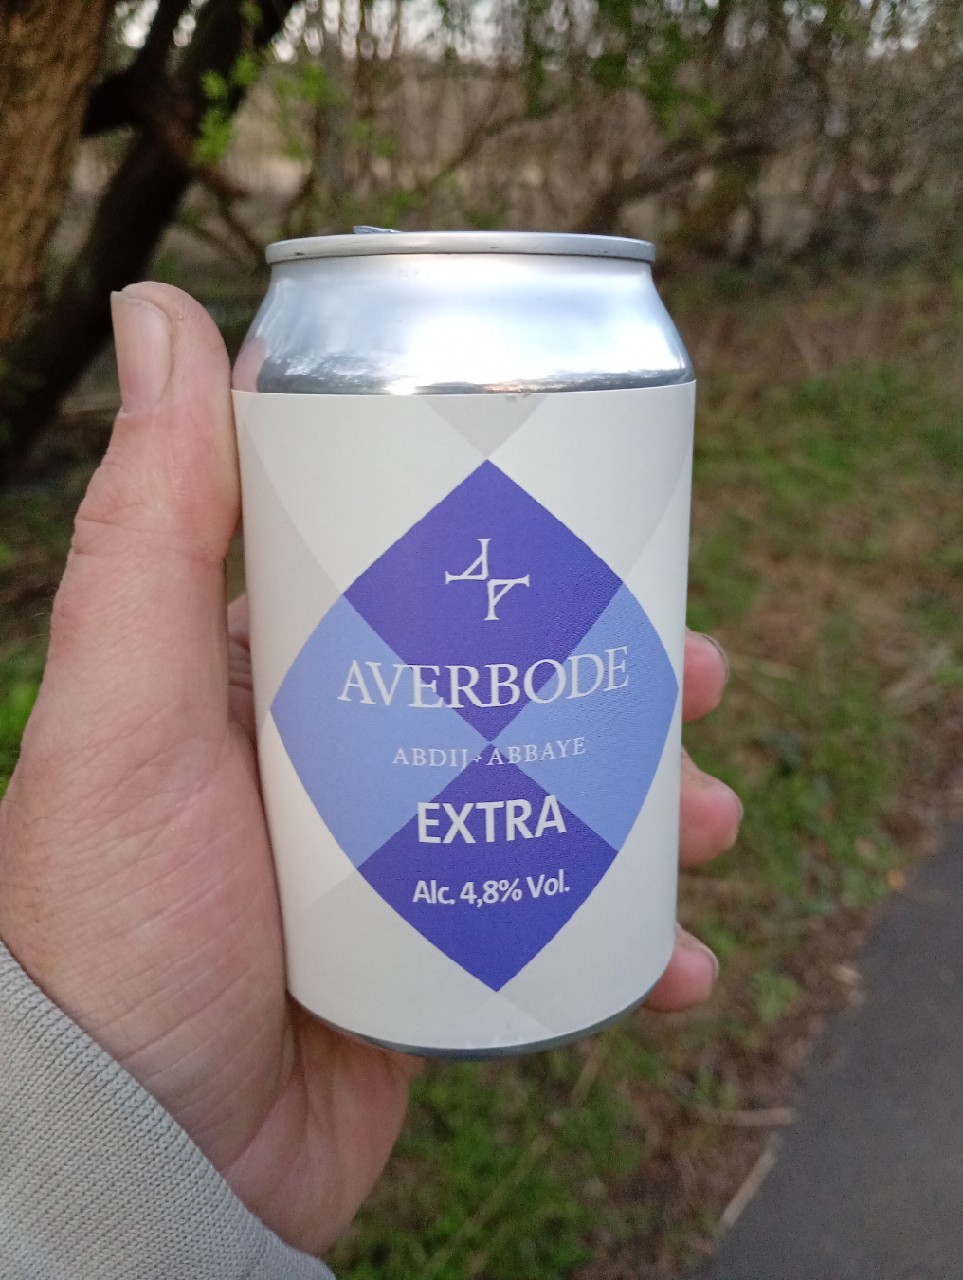 AVERBODE
ABDIJ + ABBAYE
EXTRA
Alc. 4,8% Vol.